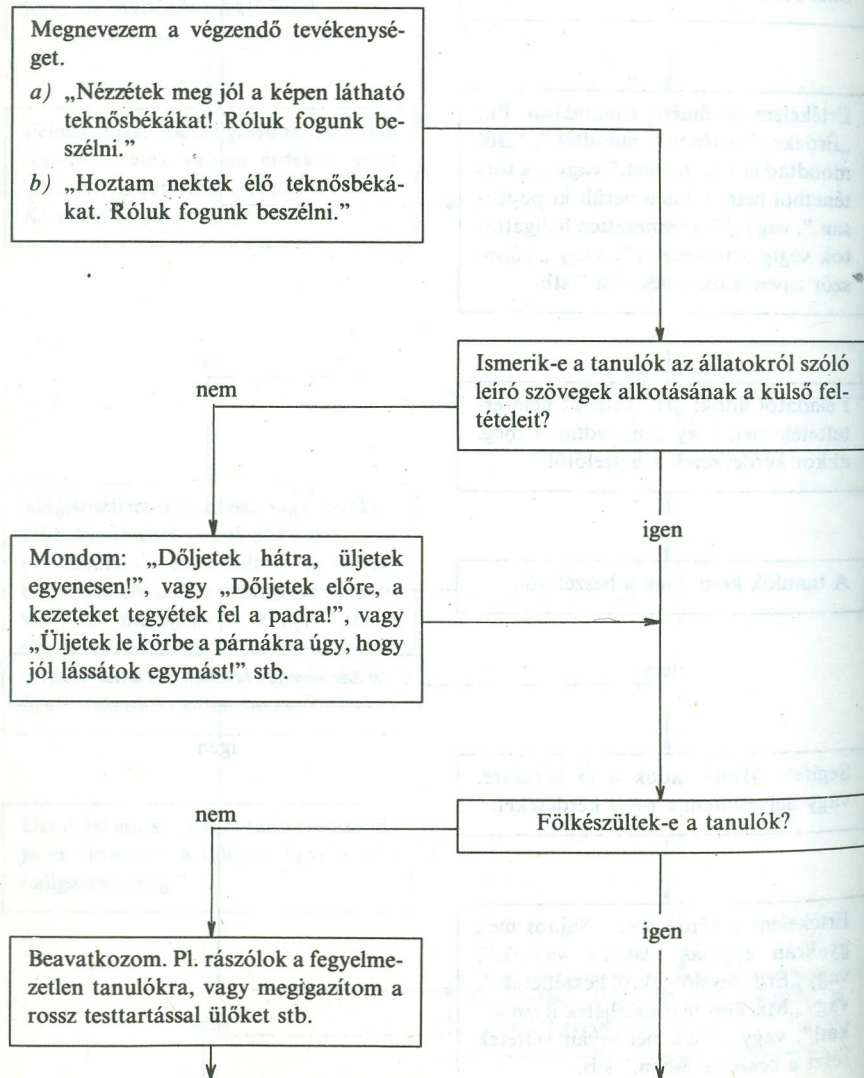 Megnevezem a végzendő tevékenysé-
get.
a) „Nézzétek meg jól a képen látható
teknősbékákat! Róluk fogunk be-
szélni.”
b) „Hoztam nektek élő teknősbéká-
kat. Róluk fogunk beszélni.”
Ismerik-e a tanulók az állatokról szóló
leíró szövegek alkotásának a külső fel-
tételeit?
nem
igen
Mondom: „Dőljetek hátra, üljetek
egyenesen!”, vagy „Dőljetek előre, a
kezeteket tegyétek fel a padra!”, vagy
„Üljetek le körbe a párnákra úgy, hogy
jól lássátok egymást!” stb.
nem
Fölkészültek-e a tanulók?
igen
Beavatkozom. Pl. rászólok a fegyelme-
zetlen tanulókra, vagy megigazítom a
rossz testtartással ülőket stb.